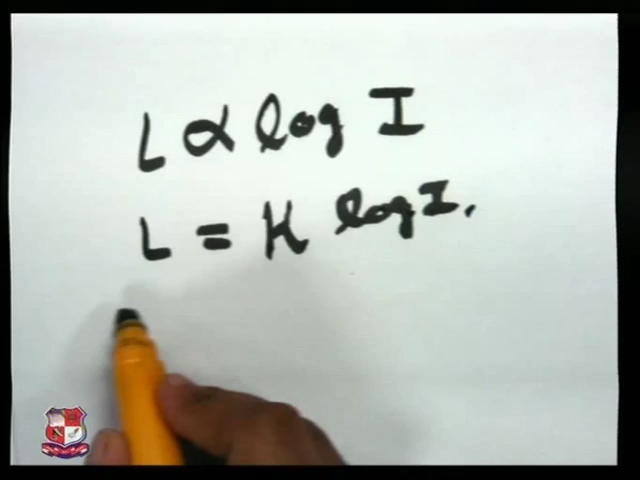 L ∝ log I
L = K log I.